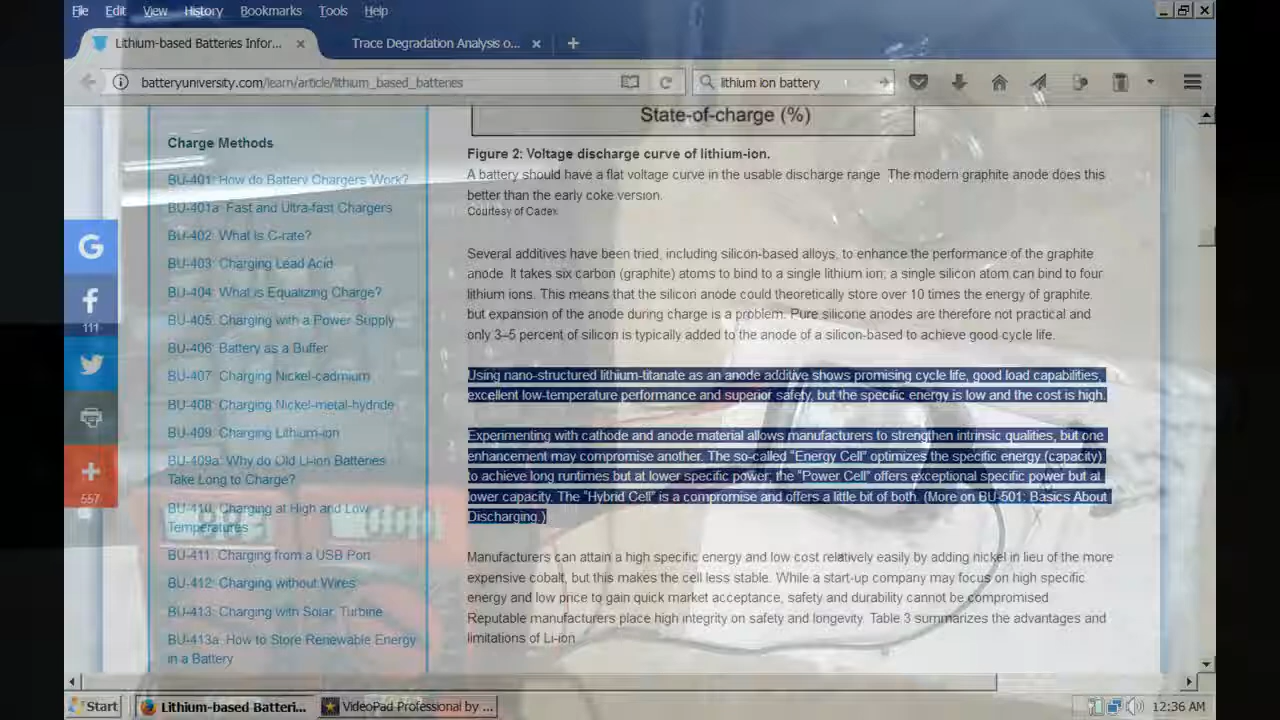 File Edit View History Bookmarks Tools Help
Lithium-based Batteries Infor...
Trace Degradation Analysis o...
batteryuniversity.com/learn/article/lithium_based_batteries
lithium ion battery
Charge Methods
BU-401: How do Battery Chargers Work?
BU-401a: Fast and Ultra-fast Chargers
BU-402: What Is C-rate?
BU-403: Charging Lead Acid
BU-404: What is Equalizing Charge?
BU-405: Charging with a Power Supply
BU-406: Battery as a Buffer
BU-407: Charging Nickel-cadmium
BU-408: Charging Nickel-metal-hydride
BU-409: Charging Lithium-ion
BU-409a: Why do Old Li-ion Batteries
Take Long to Charge?
BU-410: Charging at High and Low
Temperatures
BU-411: Charging from a USB Port
BU-412: Charging without Wires
BU-413: Charging with Solar, Turbine
BU-413a: How to Store Renewable Energy
in a Battery
111
557
State-of-charge (%)
Figure 2: Voltage discharge curve of lithium-ion.
A battery should have a flat voltage curve in the usable discharge range. The modern graphite anode does this
better than the early coke version.
Courtesy of Cadex
Several additives have been tried, including silicon-based alloys, to enhance the performance of the graphite
anode. It takes six carbon (graphite) atoms to bind to a single lithium ion; a single silicon atom can bind to four
lithium ions. This means that the silicon anode could theoretically store over 10 times the energy of graphite,
but expansion of the anode during charge is a problem. Pure silicone anodes are therefore not practical and
only 3–5 percent of silicon is typically added to the anode of a silicon-based to achieve good cycle life.
Using nano-structured lithium-titanate as an anode additive shows promising cycle life, good load capabilities,
excellent low-temperature performance and superior safety, but the specific energy is low and the cost is high.
Experimenting with cathode and anode material allows manufacturers to strengthen intrinsic qualities, but one
enhancement may compromise another. The so-called “Energy Cell” optimizes the specific energy (capacity)
to achieve long runtimes but at lower specific power; the “Power Cell” offers exceptional specific power but at
lower capacity. The “Hybrid Cell” is a compromise and offers a little bit of both. (More on BU-501: Basics About
Discharging.)
Manufacturers can attain a high specific energy and low cost relatively easily by adding nickel in lieu of the more
expensive cobalt, but this makes the cell less stable. While a start-up company may focus on high specific
energy and low price to gain quick market acceptance, safety and durability cannot be compromised.
Reputable manufacturers place high integrity on safety and longevity. Table 3 summarizes the advantages and
limitations of Li-ion.
Start
Lithium-based Batteri...
VideoPad Professional by ...
12:36 AM